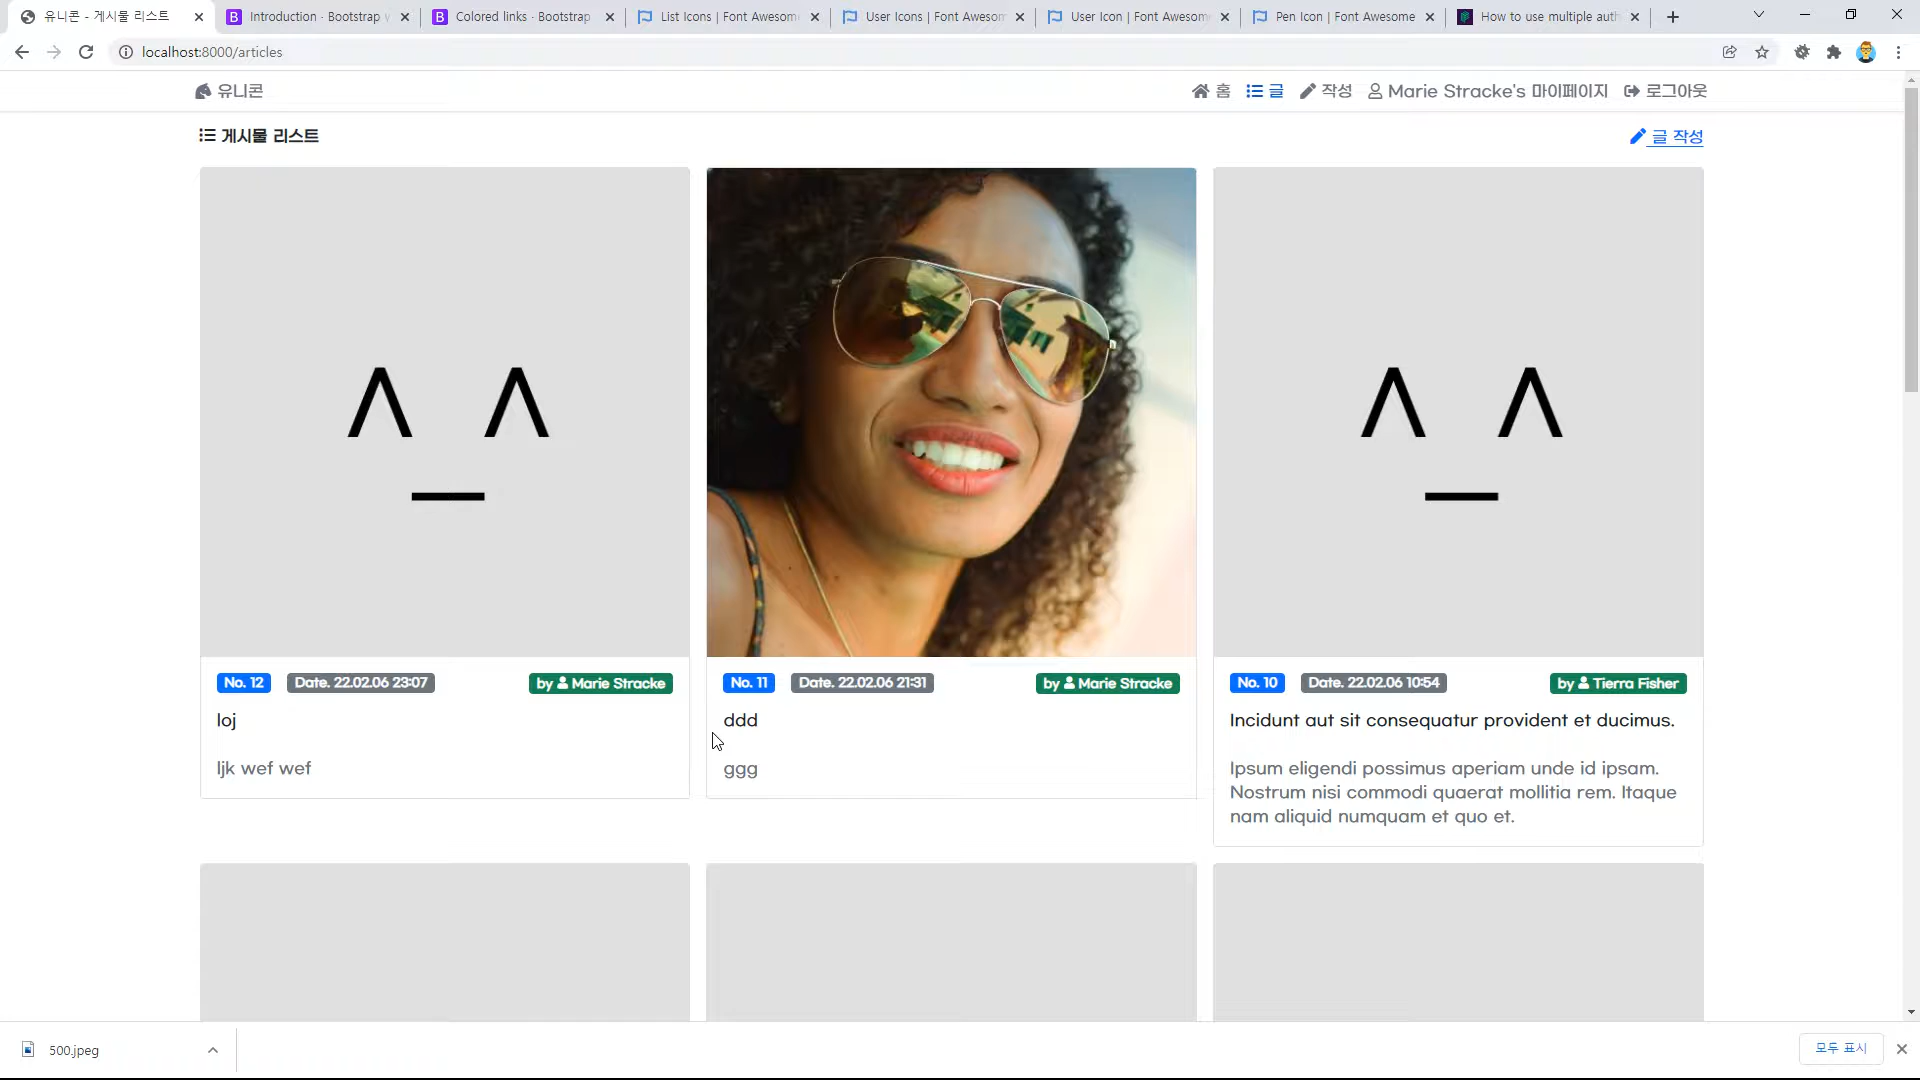 유니콘 - 게시물 리스트
Introduction · Bootstrap v
Colored links · Bootstrap
List Icons | Font Awesome
User Icons | Font Awesom
User Icon | Font Awesome
Pen Icon | Font Awesome
How to use multiple auth
localhost:8000/articles
유니콘
홈
글
작성
Marie Stracke's 마이페이지
로그아웃
게시물 리스트
글 작성
No. 12
Date. 22.02.06 23:07
by Marie Stracke
loj
ljk wef wef
No. 11
Date. 22.02.06 21:31
by Marie Stracke
ddd
ggg
No. 10
Date. 22.02.06 10:54
by Tierra Fisher
Incidunt aut sit consequatur provident et ducimus.
Ipsum eligendi possimus aperiam unde id ipsam.
Nostrum nisi commodi quaerat mollitia rem. Itaque
nam aliquid numquam et quo et.
500.jpeg
모두 표시